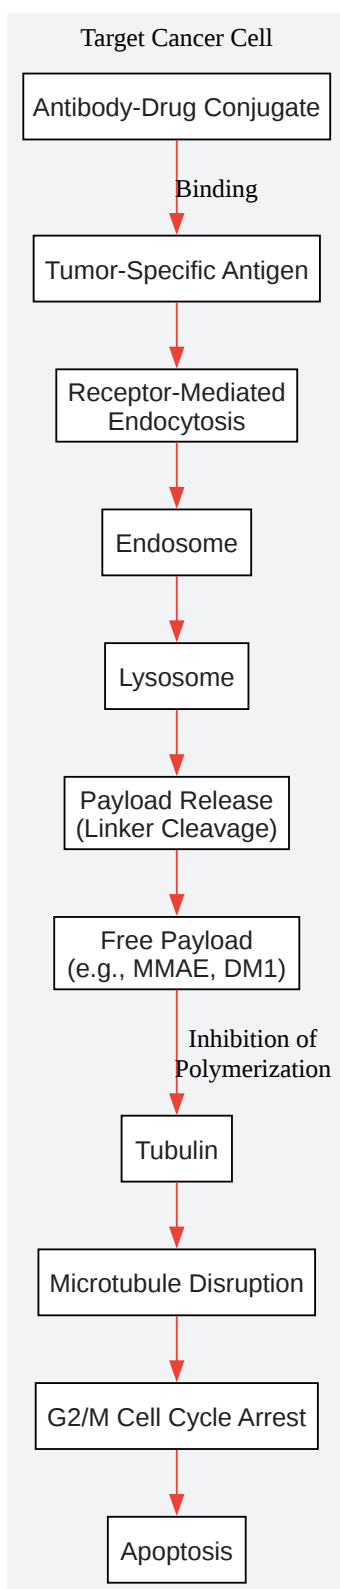 Target Cancer Cell
Antibody-Drug Conjugate
Binding
Tumor-Specific Antigen
Receptor-Mediated
Endocytosis
Endosome
Lysosome
Payload Release
(Linker Cleavage)
Free Payload
(e.g., MMAE, DM1)
Inhibition of
Polymerization
Tubulin
Microtubule Disruption
G2/M Cell Cycle Arrest
Apoptosis